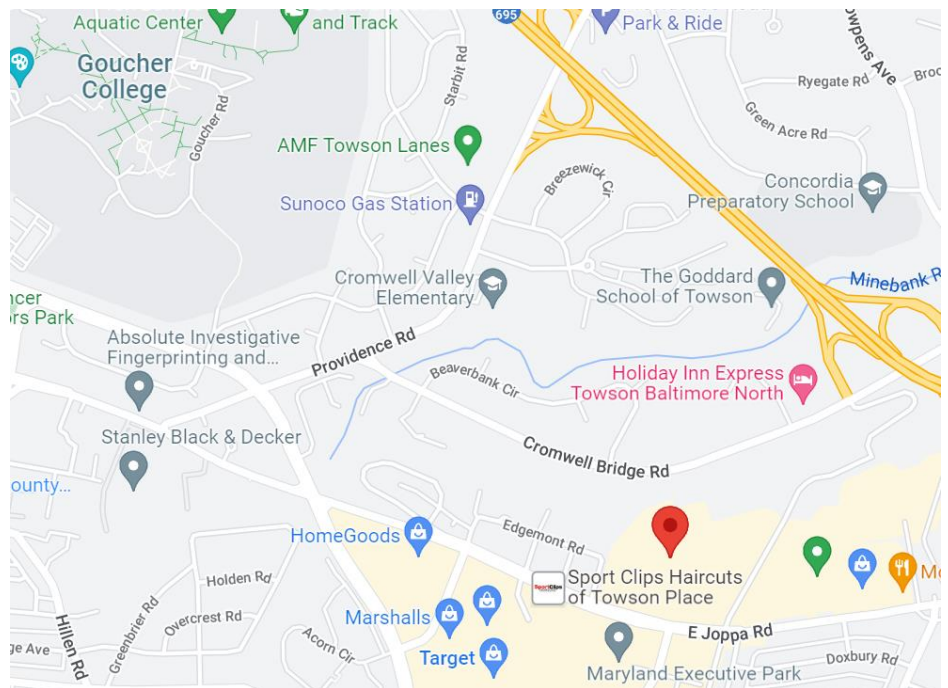 Aquatic Center
and Track
695
Park & Ride
Goucher
College
Goucher Rd
Starbit Rd
Ryegate Rd
Green Acre Rd
AMF Towson Lanes
Breezewick Cir
Concordia
Preparatory School
Sunoco Gas Station
Cromwell Valley
Elementary
The Goddard
School of Towson
Minebank
Absolute Investigative
Fingerprinting and...
Providence Rd
Beaverbank Cir
Holiday Inn Express
Towson Baltimore North
Stanley Black & Decker
Cromwell Bridge Rd
ounty...
HomeGoods
Edgemont Rd
Holden Rd
Sport Clips Haircuts
of Towson Place
Marshalls
Overcrest Rd
Greenbrier Rd
Hillen Rd
Acorn Cir
Target
E Joppa Rd
Maryland Executive Park
Doxbury Rd
ge Ave